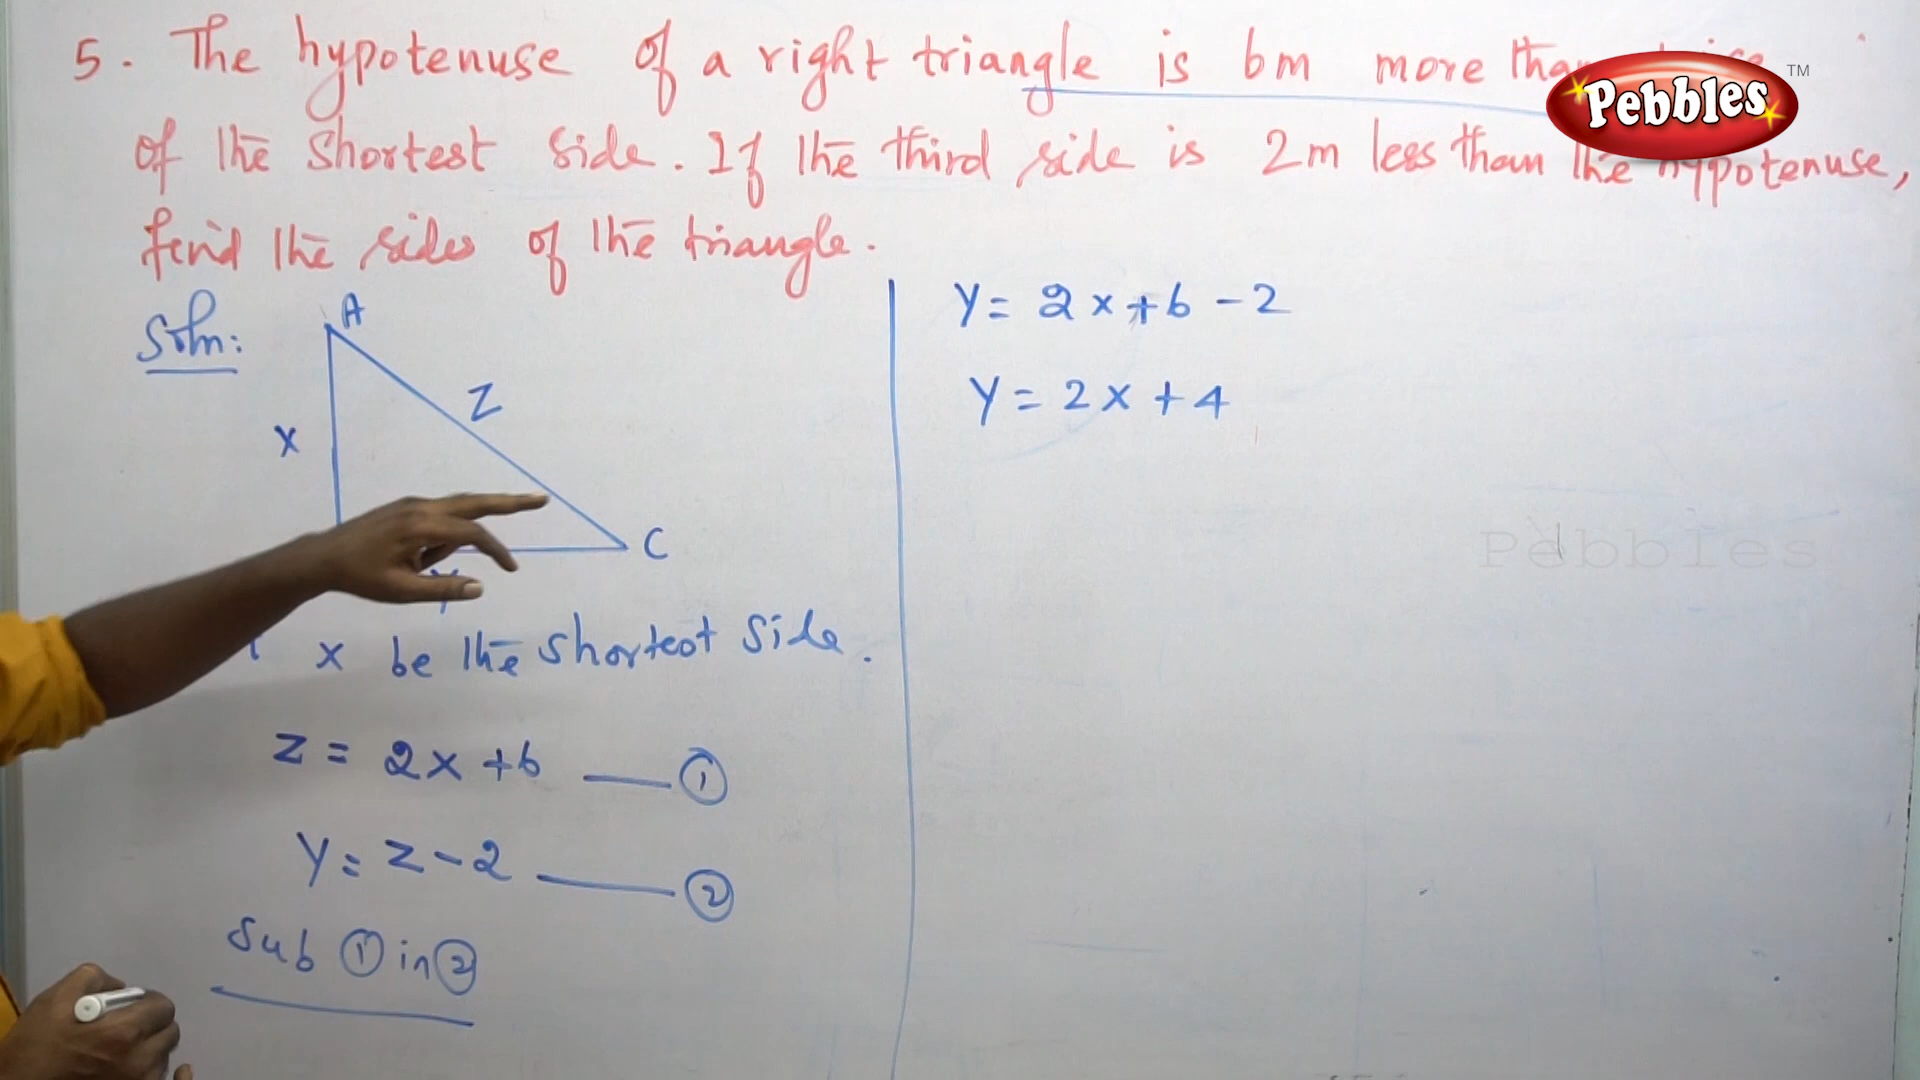 5. The hypotenuse of a right triangle is 6m more than
of the shortest side. If the third side is 2m less than the hypotenuse,
find the sides of the triangle.
Pebbles TM
Soln:
A
X
Z
C
Y
x be the shortest side.
Z = 2x + 6 —— ①
Y = Z - 2 —— ②
Sub ① in ②
Y = 2x + 6 - 2
Y = 2x + 4
Pebbles